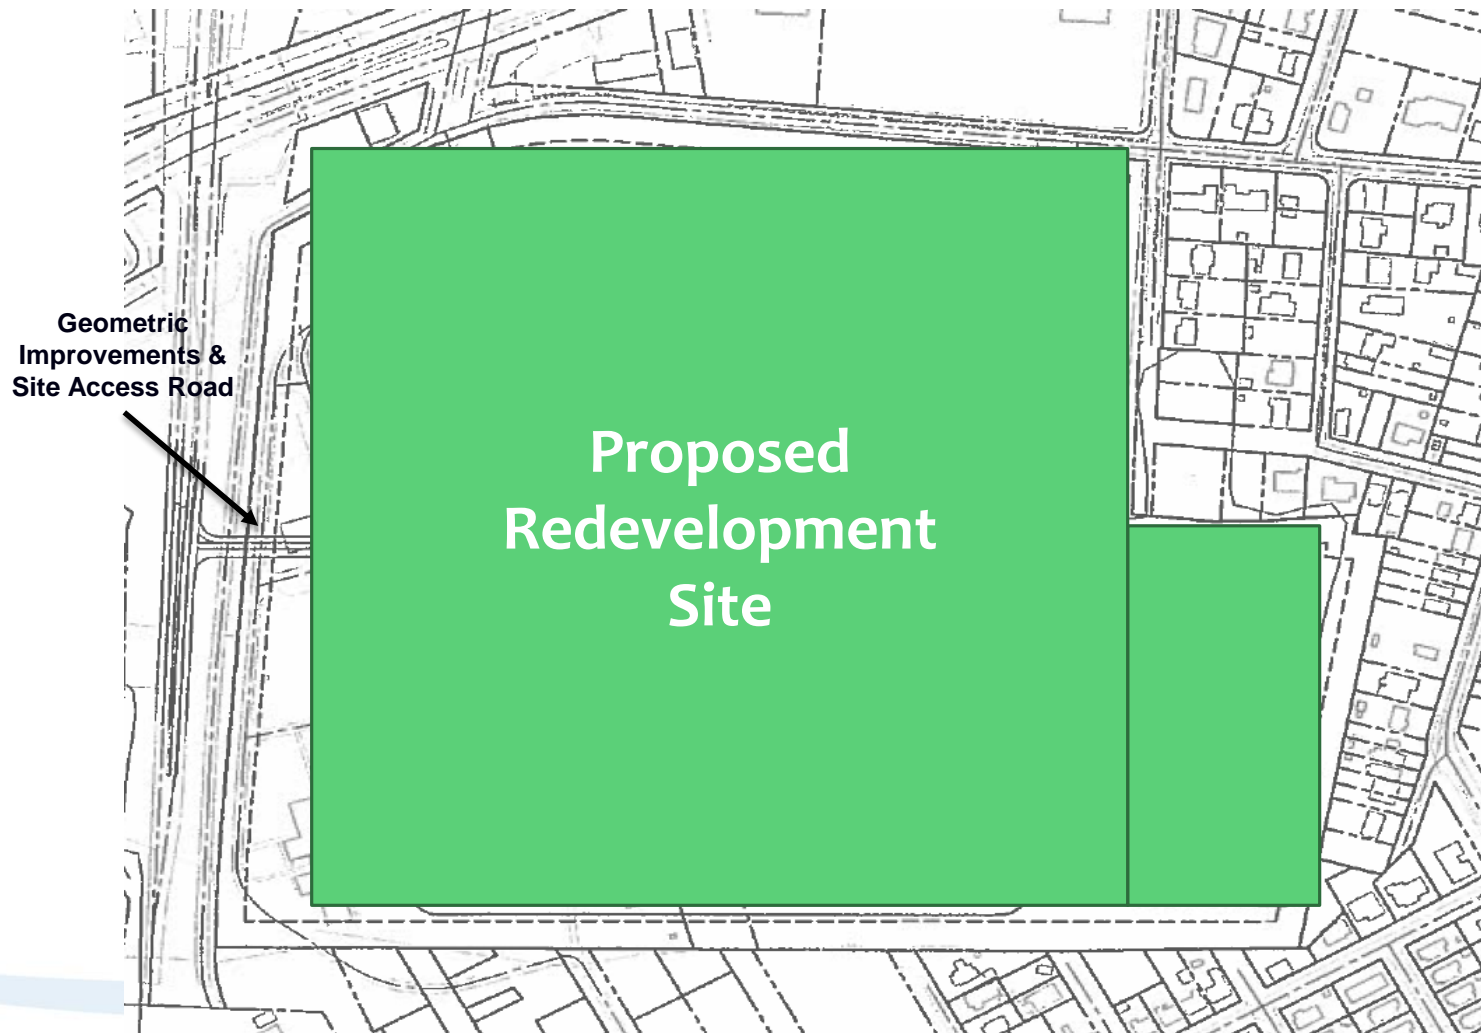 Geometric
Improvements &
Site Access Road
Proposed
Redevelopment
Site